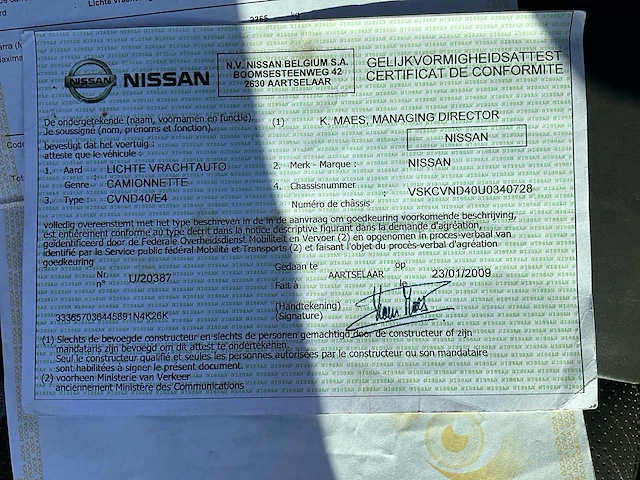 LICHTE
2355 kg
NISSAN
NISSAN
N.V. NISSAN BELGIUM S.A.
BOOMSESTEENWEG 42
2630 AARTSELAAR
GELIJKVORMIGHEIDSATTEST
CERTIFICAT DE CONFORMITE
De ondergetekende (naam, voornamen en functie),
Je soussigné (nom, prénoms et fonction).
(1) K. MAES, MANAGING DIRECTOR
NISSAN
bevestigt dat het voertuig :
atteste que le véhicule :
1. Aard : LICHTE VRACHTAUTO
Genre : CAMIONNETTE
2. Merk - Marque : NISSAN
3. Type : CVND40/E4
4. Chassisnummer
Numéro de châssis : VSKCVND40U0340728
volledig overeenstemt met het type beschreven in de in de aanvraag om goedkeuring voorkomende beschrijving,
est entièrement conforme au type décrit dans la notice descriptive figurant dans la demande d'agréation,
geïdentificeerd door de Federale Overheidsdienst Mobiliteit en Vervoer (2) en opgenomen in proces-verbaal van
identifié par le Service public fédéral Mobilité et Transports (2) et faisant l'objet du procès-verbal d'agréation
goedkeuring
Nr.
n° U/20387
Gedaan te AARTSELAAR op 23/01/2009
Fait à le
(Handtekening)
(Signature)
333657036445891N4K26K
(1) Slechts de bevoegde constructeur en slechts de personen gemachtigd door de constructeur of zijn
mandataris zijn bevoegd om dit attest te ondertekenen.
Seul le constructeur qualifié et seules les personnes autorisées par le constructeur ou son mandataire
sont habilitées à signer le présent document.
(2) voorheen Ministerie van Verkeer
anciennement Ministère des Communications